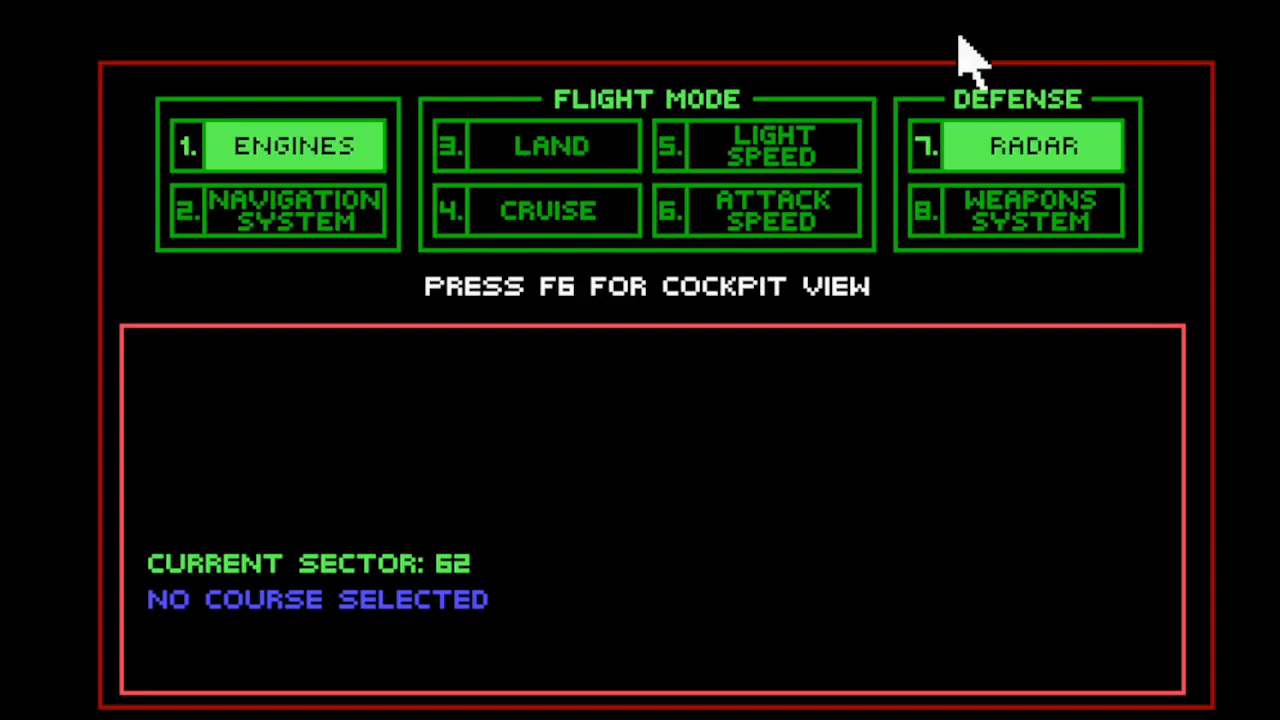 FLIGHT MODE
DEFENSE
1. ENGINES
3. LAND
5. LIGHT
SPEED
7. RADAR
2. NAVIGATION
SYSTEM
4. CRUISE
6. ATTACK
SPEED
8. WEAPONS
SYSTEM
PRESS F6 FOR COCKPIT VIEW
CURRENT SECTOR: 62
NO COURSE SELECTED